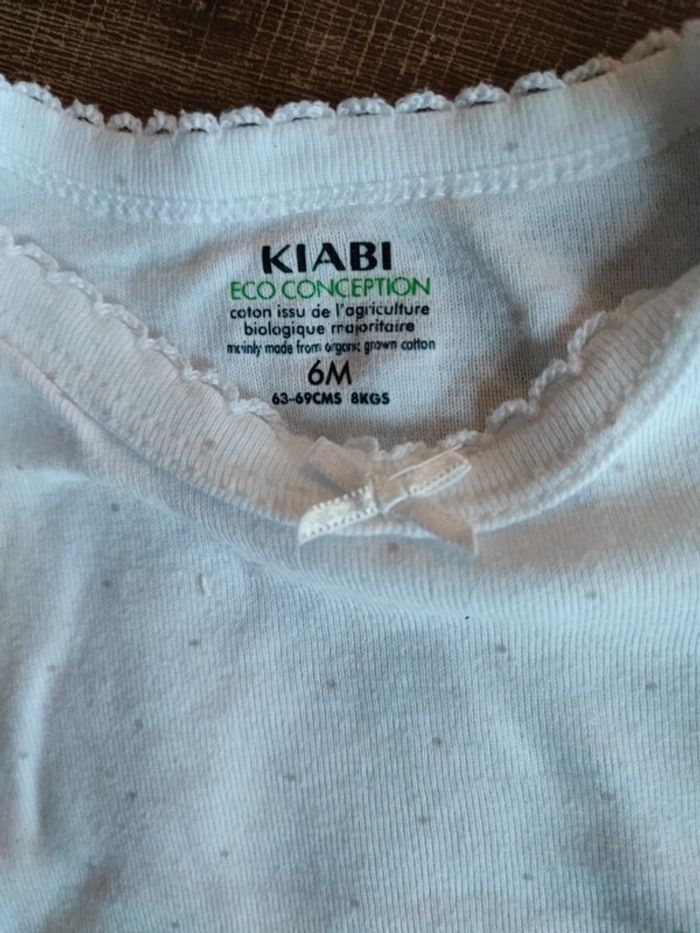 KIABI
ECO CONCEPTION
coton issu de l'agriculture
biologique majoritaire
mainly made from organic grown cotton
6M
63-69CMS 8KGS